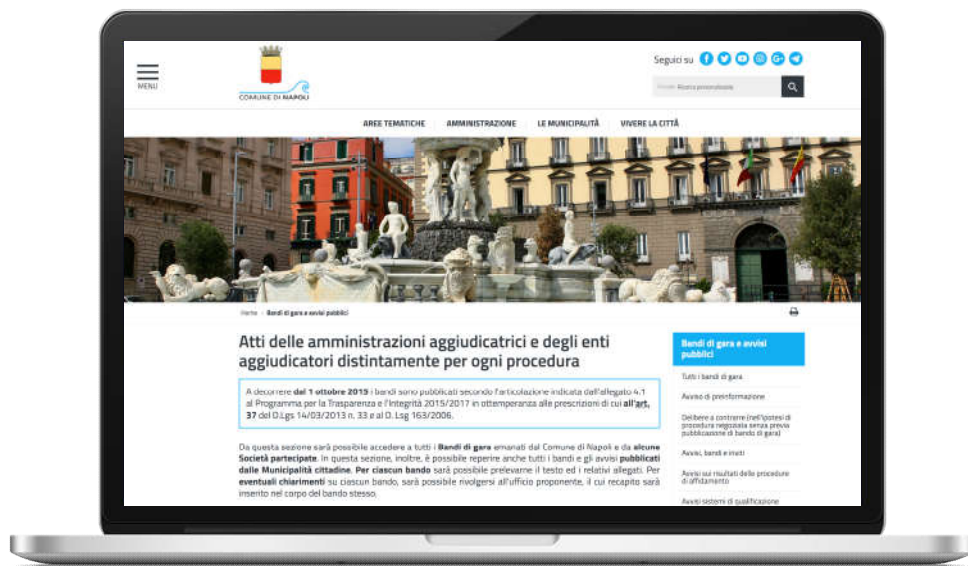 MENU
COMUNE DI NAPOLI
Seguici su
Ricerca personalizzata
AREE TEMATICHE AMMINISTRAZIONE LE MUNICIPALITÀ VIVERE LA CITTÀ
Home › Bandi di gara e avvisi pubblici
Atti delle amministrazioni aggiudicatrici e degli enti
aggiudicatori distintamente per ogni procedura
A decorrere dal 1 ottobre 2015 i bandi sono pubblicati secondo l'articolazione indicata dall'allegato 4.1
al Programma per la Trasparenza e l'Integrità 2015/2017 in ottemperanza alle prescrizioni di cui all'art.
37 del D.Lgs 14/03/2013 n. 33 e al D. Lsg 163/2006.
Da questa sezione sarà possibile accedere a tutti i Bandi di gara emanati dal Comune di Napoli e da alcune
Società partecipate. In questa sezione, inoltre, è possibile reperire anche tutti i bandi e gli avvisi pubblicati
dalle Municipalità cittadine. Per ciascun bando sarà possibile prelevarne il testo ed i relativi allegati. Per
eventuali chiarimenti su ciascun bando, sarà possibile rivolgersi all'ufficio proponente, il cui recapito sarà
inserito nel corpo del bando stesso.
Bandi di gara e avvisi
pubblici
Tutti i bandi di gara
Avviso di preinformazione
Delibere a contrarre (nell'ipotesi di
procedura negoziata senza previa
pubblicazione di bando di gara)
Avvisi, bandi e inviti
Avvisi sui risultati delle procedure
di affidamento
Avvisi sistemi di qualificazione